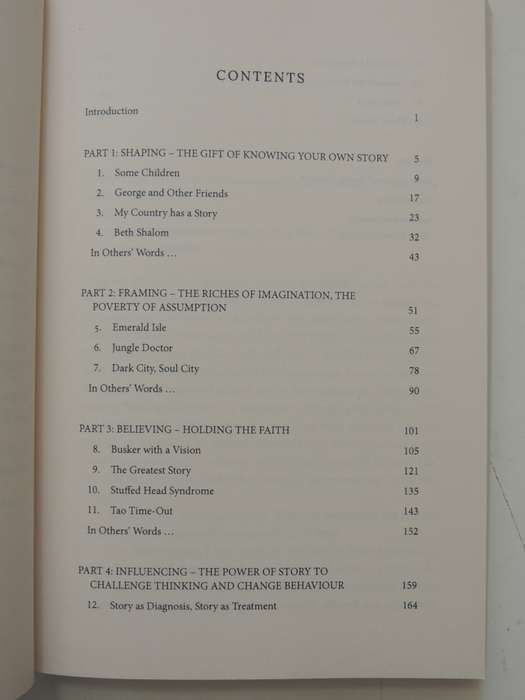 CONTENTS
Introduction 1
PART 1: SHAPING – THE GIFT OF KNOWING YOUR OWN STORY 5
1. Some Children 9
2. George and Other Friends 17
3. My Country has a Story 23
4. Beth Shalom 32
In Others' Words … 43
PART 2: FRAMING – THE RICHES OF IMAGINATION, THE
POVERTY OF ASSUMPTION 51
5. Emerald Isle 55
6. Jungle Doctor 67
7. Dark City, Soul City 78
In Others' Words … 90
PART 3: BELIEVING – HOLDING THE FAITH 101
8. Busker with a Vision 105
9. The Greatest Story 121
10. Stuffed Head Syndrome 135
11. Tao Time-Out 143
In Others' Words … 152
PART 4: INFLUENCING – THE POWER OF STORY TO
CHALLENGE THINKING AND CHANGE BEHAVIOUR 159
12. Story as Diagnosis, Story as Treatment 164